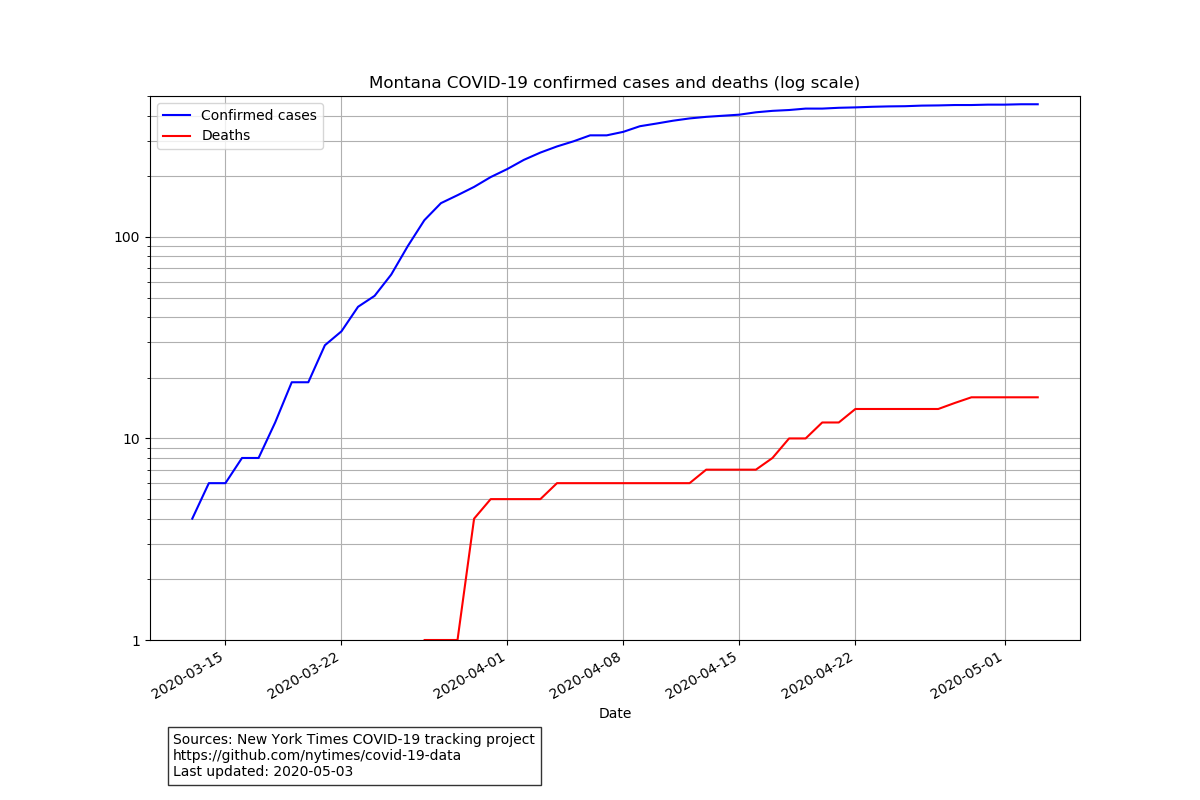 Montana COVID-19 confirmed cases and deaths (log scale)
Confirmed cases
Deaths
100
10
1
2020-03-15
2020-03-22
2020-04-01
2020-04-08
2020-04-15
2020-04-22
2020-05-01
Date
Sources: New York Times COVID-19 tracking project
https://github.com/nytimes/covid-19-data
Last updated: 2020-05-03